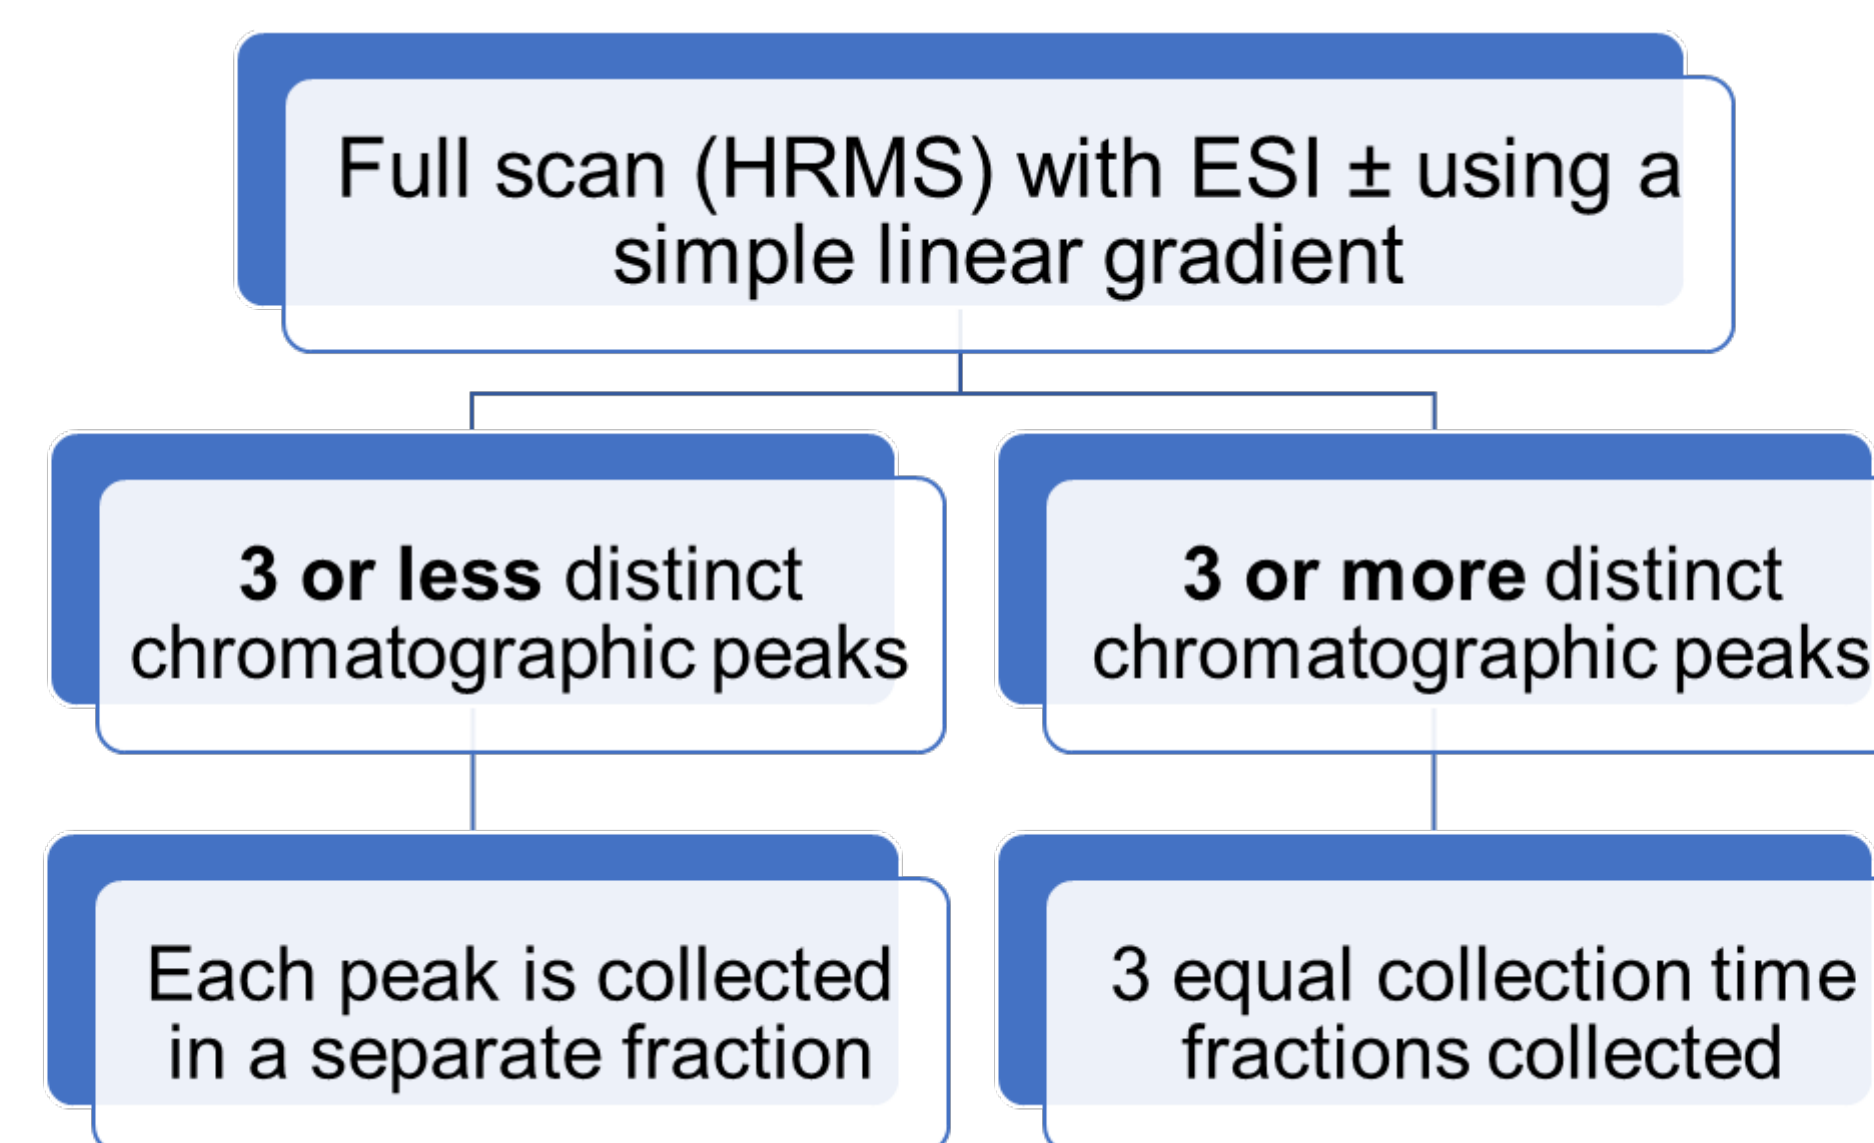 Full scan (HRMS) with ESI ± using a
simple linear gradient
3 or less distinct
chromatographic peaks
3 or more distinct
chromatographic peaks
Each peak is collected
in a separate fraction
3 equal collection time
fractions collected